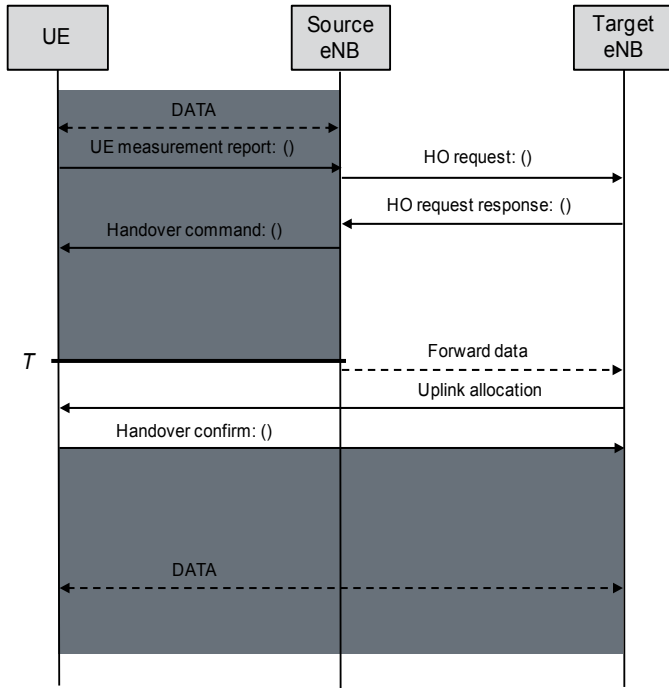 UE
Source
eNB
Target
eNB
DATA
UE measurement report: ()
HO request: ()
HO request response: ()
Handover command: ()
T
Forward data
Uplink allocation
Handover confirm: ()
DATA